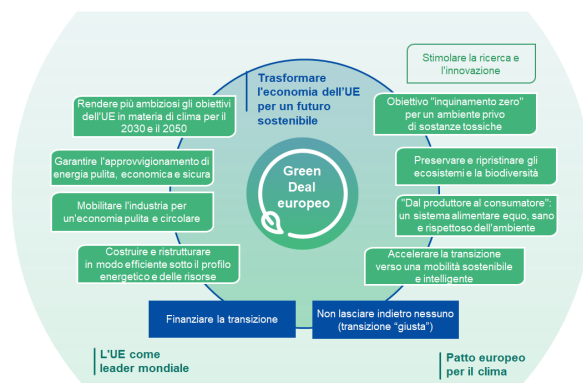 Stimolare la ricerca e
l'innovazione
Trasformare
l'economia dell'UE
per un futuro
sostenibile
Rendere più ambiziosi gli obiettivi
dell'UE in materia di clima per il
2030 e il 2050
Obiettivo "inquinamento zero"
per un ambiente privo
di sostanze tossiche
Garantire l'approvvigionamento di
energia pulita, economica e sicura
Preservare e ripristinare gli
ecosistemi e la biodiversità
Green
Deal
europeo
Mobilitare l'industria per
un'economia pulita e circolare
"Dal produttore al consumatore":
un sistema alimentare equo, sano
e rispettoso dell'ambiente
Costruire e ristrutturare
in modo efficiente sotto il profilo
energetico e delle risorse
Accelerare la transizione
verso una mobilità sostenibile
e intelligente
Finanziare la transizione
Non lasciare indietro nessuno
(transizione “giusta”)
L'UE come
leader mondiale
Patto europeo
per il clima